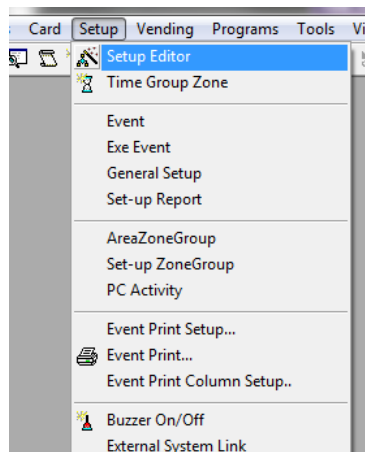 Card Setup Vending Programs Tools Vi
Setup Editor
Time Group Zone
Event
Exe Event
General Setup
Set-up Report
AreaZoneGroup
Set-up ZoneGroup
PC Activity
Event Print Setup...
Event Print...
Event Print Column Setup..
Buzzer On/Off
External System Link